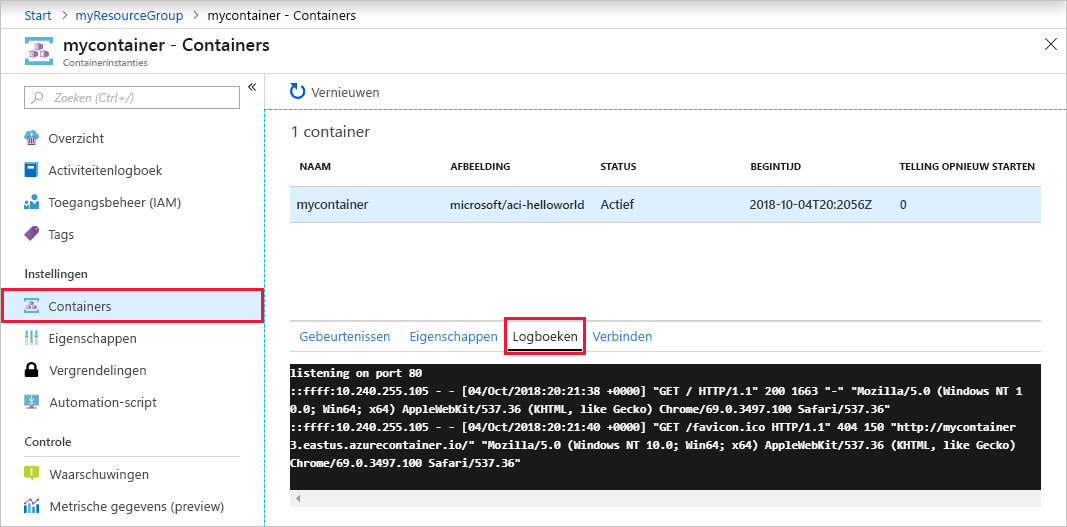 Start > myResourceGroup > mycontainer - Containers
mycontainer - Containers
Containerinstanties
Zoeken (Ctrl+/)
Overzicht
Activiteitenlogboek
Toegangsbeheer (IAM)
Tags
Instellingen
Containers
Eigenschappen
Vergrendelingen
Automation-script
Controle
Waarschuwingen
Metrische gegevens (preview)
Vernieuwen
1 container
NAAM AFBEELDING STATUS BEGINTIJD TELLING OPNIEUW STARTEN
mycontainer microsoft/aci-helloworld Actief 2018-10-04T20:2056Z 0
Gebeurtenissen Eigenschappen Logboeken Verbinden
listening on port 80
::ffff:10.240.255.105 - - [04/Oct/2018:20:21:38 +0000] "GET / HTTP/1.1" 200 1663 "-" "Mozilla/5.0 (Windows NT 1
0.0; Win64; x64) AppleWebKit/537.36 (KHTML, like Gecko) Chrome/69.0.3497.100 Safari/537.36"
::ffff:10.240.255.105 - - [04/Oct/2018:20:21:40 +0000] "GET /favicon.ico HTTP/1.1" 404 150 "http://mycontainer
3.eastus.azurecontainer.io/" "Mozilla/5.0 (Windows NT 10.0; Win64; x64) AppleWebKit/537.36 (KHTML, like Gecko)
Chrome/69.0.3497.100 Safari/537.36"